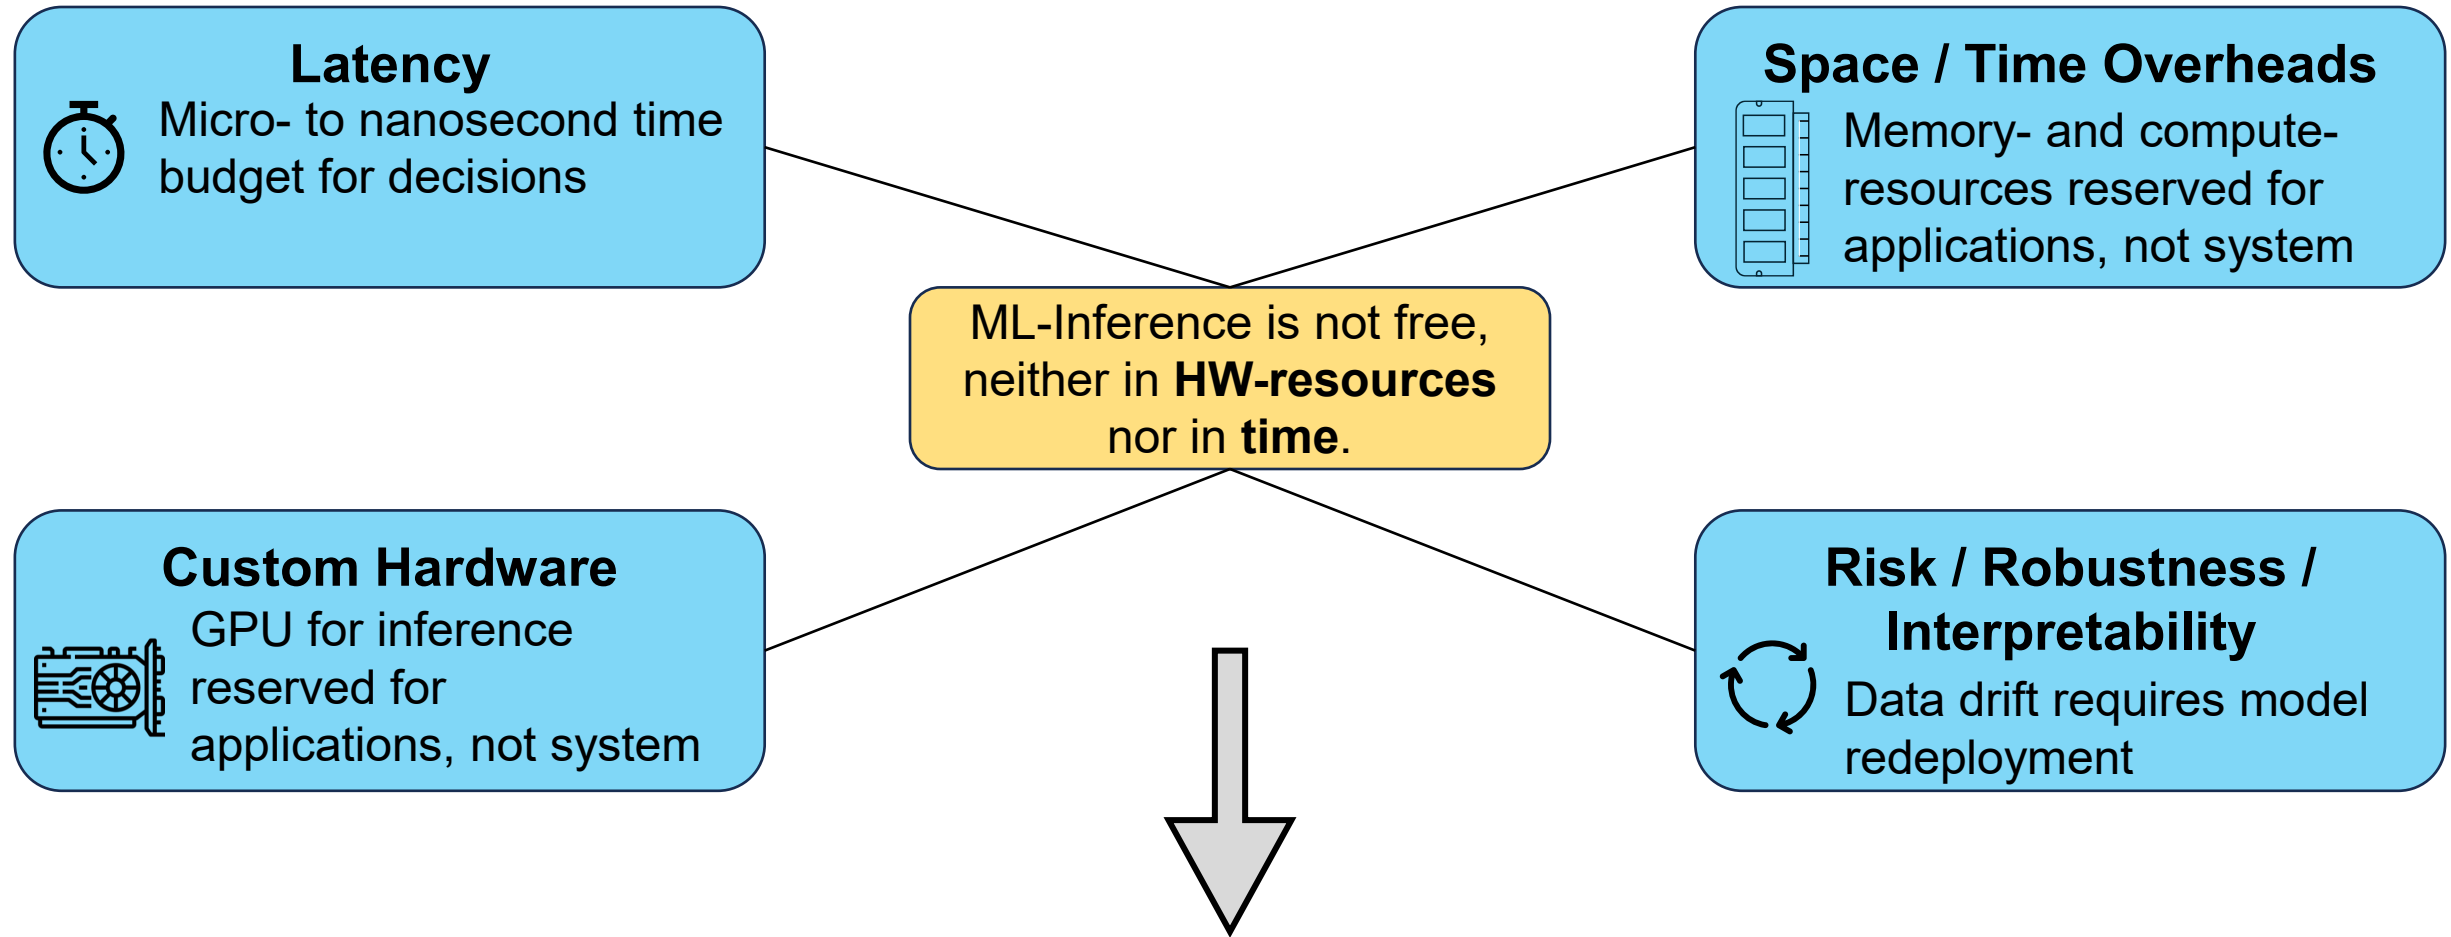 Latency
Micro- to nanosecond time
budget for decisions
Space / Time Overheads
Memory- and compute-
resources reserved for
applications, not system
ML-Inference is not free,
neither in HW-resources
nor in time.
Custom Hardware
GPU for inference
reserved for
applications, not system
Risk / Robustness /
Interpretability
Data drift requires model
redeployment